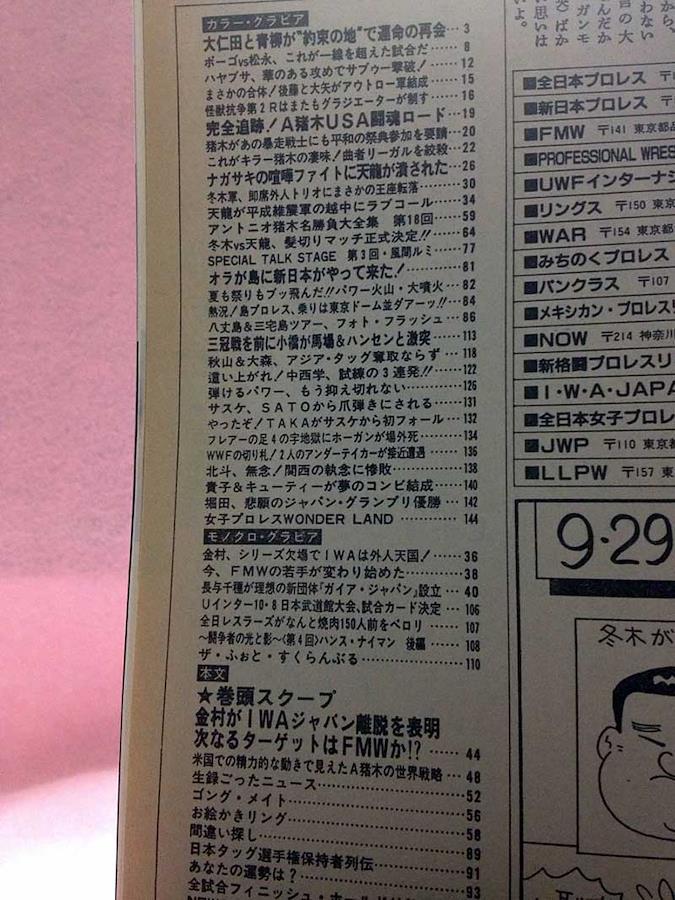 カラー・グラビア
大仁田と青柳が“約束の地”で運命の再会… 3
ポーゴvs松永、これが一線を超えた試合だ… 8
ハヤブサ、華のある攻めでサブゥー撃破!… 12
まさかの合体!後藤と大矢がアウトロー軍結成… 15
怪獣抗争第2Rはまたもグラジエーターが制す… 16
完全追跡!A猪木USA闘魂ロード… 19
猪木があの暴走戦士にも平和の祭典参加を要請… 20
これがキラー猪木の凄味!曲者リーガルを絞殺… 22
ナガサキの喧嘩ファイトに天龍が潰された… 26
冬木軍、即席外人トリオにまさかの王座転落… 30
天龍が平成維震軍の越中にラブコール… 34
アントニオ猪木名勝負大全集 第18回… 59
冬木vs天龍、髪切りマッチ正式決定!!… 64
SPECIAL TALK STAGE 第3回・風間ルミ… 77
オラが島に新日本がやって来た!… 81
夏も祭りもブッ飛んだ!!パワー火山・大噴火… 82
熱況!島プロレス、乗りは東京ドーム並ダアーッ!!… 84
八丈島&三宅島ツアー、フォト・フラッシュ… 86
三冠戦を前に小橋が馬場&ハンセンと激突… 113
秋山&大森、アジア・タッグ奪取ならず… 118
這い上がれ!中西学、試練の3連発!!… 122
弾けるパワー、もう抑え切れない… 126
サスケ、SATOから爪弾きにされる… 131
やったぞ!TAKAがサスケから初フォール… 132
フレアーの足4の字地獄にホーガンが場外死… 134
WWFの切り札!2人のアンダーテイカーが接近遭遇… 136
北斗、無念!関西の執念に惨敗… 138
貴子&キューティーが夢のコンビ結成… 140
堀田、悲願のジャパン・グランプリ優勝… 142
女子プロレスWONDER LAND… 144
モノクロ・グラビア
金村、シリーズ欠場でIWAは外人天国!… 36
今、FMWの若手が変わり始めた… 38
長与千種が理想の新団体『ガイア・ジャパン』設立… 40
Uインター10・8日本武道館大会、試合カード決定… 106
全日レスラーズがなんと焼肉150人前をペロリ… 107
~闘争者の光と影~〈第4回〉ハンス・ナイマン 後編… 108
ザ・ふぉと・すくらんぶる… 110
本文
★巻頭スクープ
金村がIWAジャパン離脱を表明
次なるターゲットはFMWか!?… 44
米国での精力的な動きで見えたA猪木の世界戦略… 48
生録ごったニュース… 52
ゴング・メイト… 56
お絵かきリング… 58
間違い探し… 89
日本タッグ選手権保持者列伝… 91
あなたの運勢は?… 93
全試合フィニッシュ・ホールド
■全日本プロレス
■新日本プロレス
■FMW 〒141 東京都品
■PROFESSIONAL WRES
■UWFインターナシ
■リングス 〒150 東京
■WAR 〒154 東京都
■みちのくプロレス
■パンクラス 〒107
■メキシカン・プロレス
■NOW 〒214 神奈川
■新格闘プロレスリ
■I・W・A・JAPA
■全日本女子プロレ
■JWP 〒110 東京都
■LLPW 〒157 東
9・29
冬木が